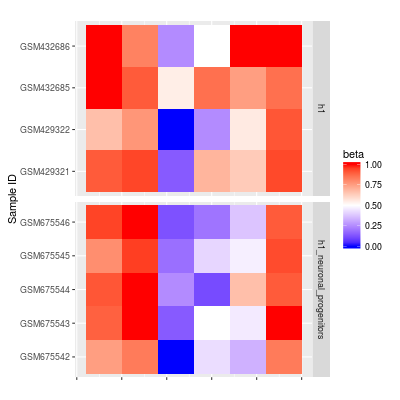 Sample ID
GSM432686
GSM432685
GSM429322
GSM429321
h1
GSM675546
GSM675545
GSM675544
GSM675543
GSM675542
h1_neuronal_progenitors
beta
1.00
0.75
0.50
0.25
0.00